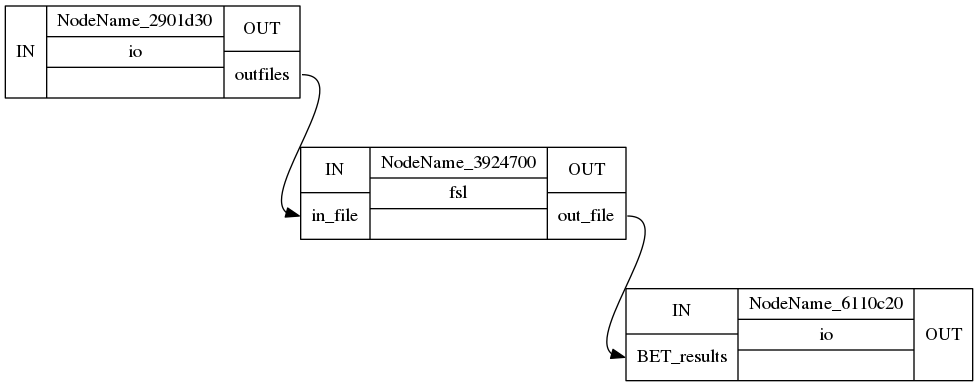 IN
NodeName_2901d30
io
OUT
outfiles
IN
in_file
NodeName_3924700
fsl
OUT
out_file
IN
BET_results
NodeName_6110c20
io
OUT